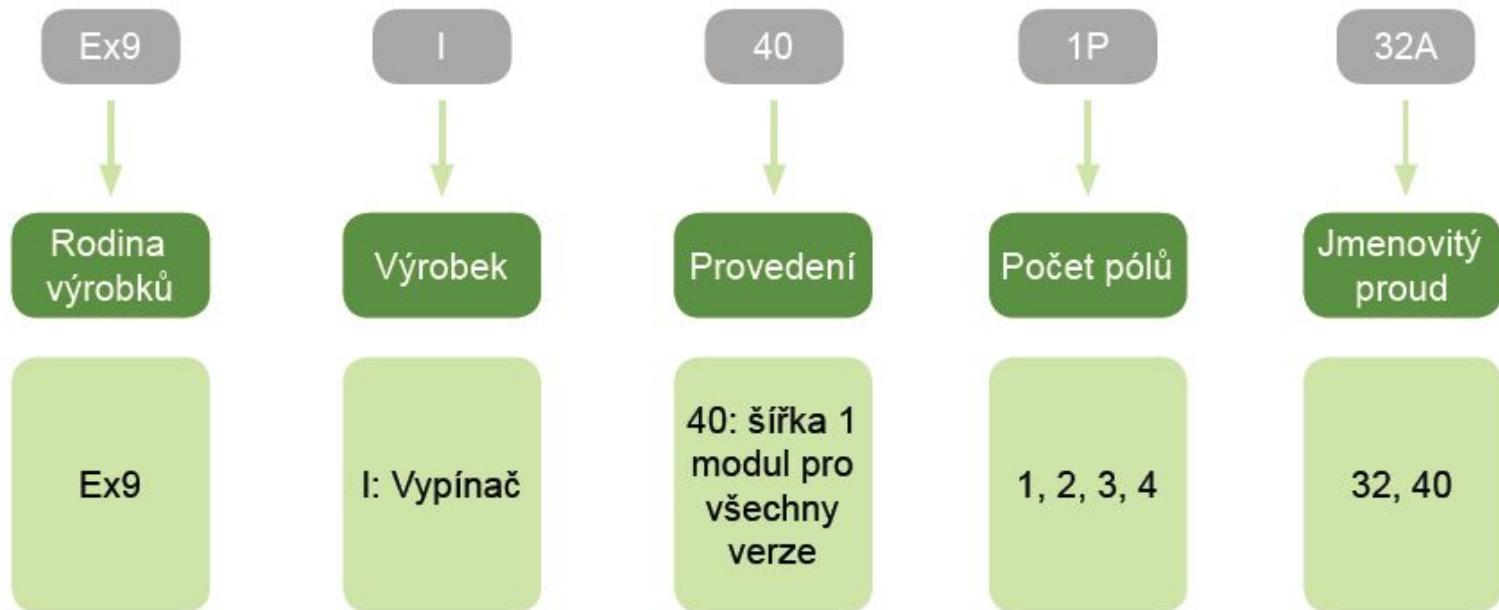 Ex9
I
40
1P
32A
Rodina
výrobků
Výrobek
Provedení
Počet pólů
Jmenovitý
proud
Ex9
I: Vypínač
40: šířka 1
modul pro
všechny
verze
1, 2, 3, 4
32, 40